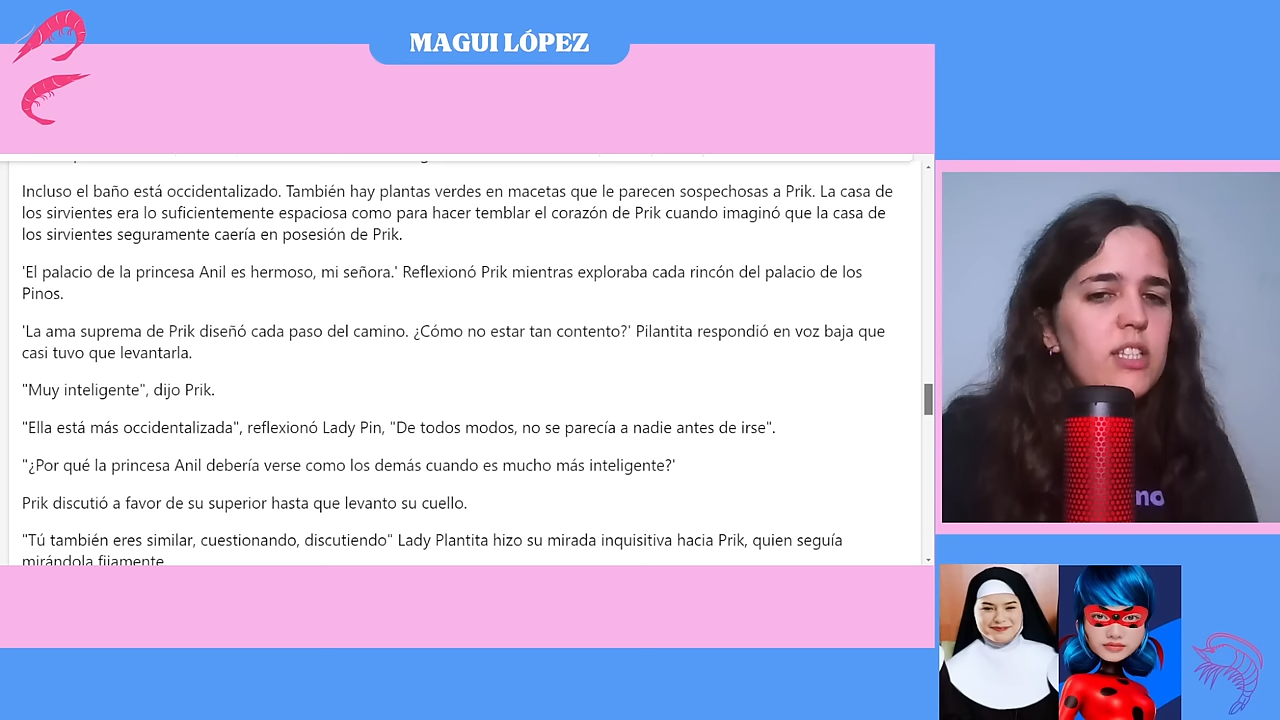 MAGUI LÓPEZ
Incluso el baño está occidentalizado. También hay plantas verdes en macetas que le parecen sospechosas a Prik. La casa de
los sirvientes era lo suficientemente espaciosa como para hacer temblar el corazón de Prik cuando imaginó que la casa de
los sirvientes seguramente caería en posesión de Prik.
'El palacio de la princesa Anil es hermoso, mi señora.' Reflexionó Prik mientras exploraba cada rincón del palacio de los
Pinos.
'La ama suprema de Prik diseñó cada paso del camino. ¿Cómo no estar tan contento?' Pilantita respondió en voz baja que
casi tuvo que levantarla.
"Muy inteligente", dijo Prik.
"Ella está más occidentalizada", reflexionó Lady Pin, "De todos modos, no se parecía a nadie antes de irse".
"¿Por qué la princesa Anil debería verse como los demás cuando es mucho más inteligente?'
Prik discutió a favor de su superior hasta que levanto su cuello.
"Tú también eres similar, cuestionando, discutiendo" Lady Plantita hizo su mirada inquisitiva hacia Prik, quien seguía
mirándola fijamente